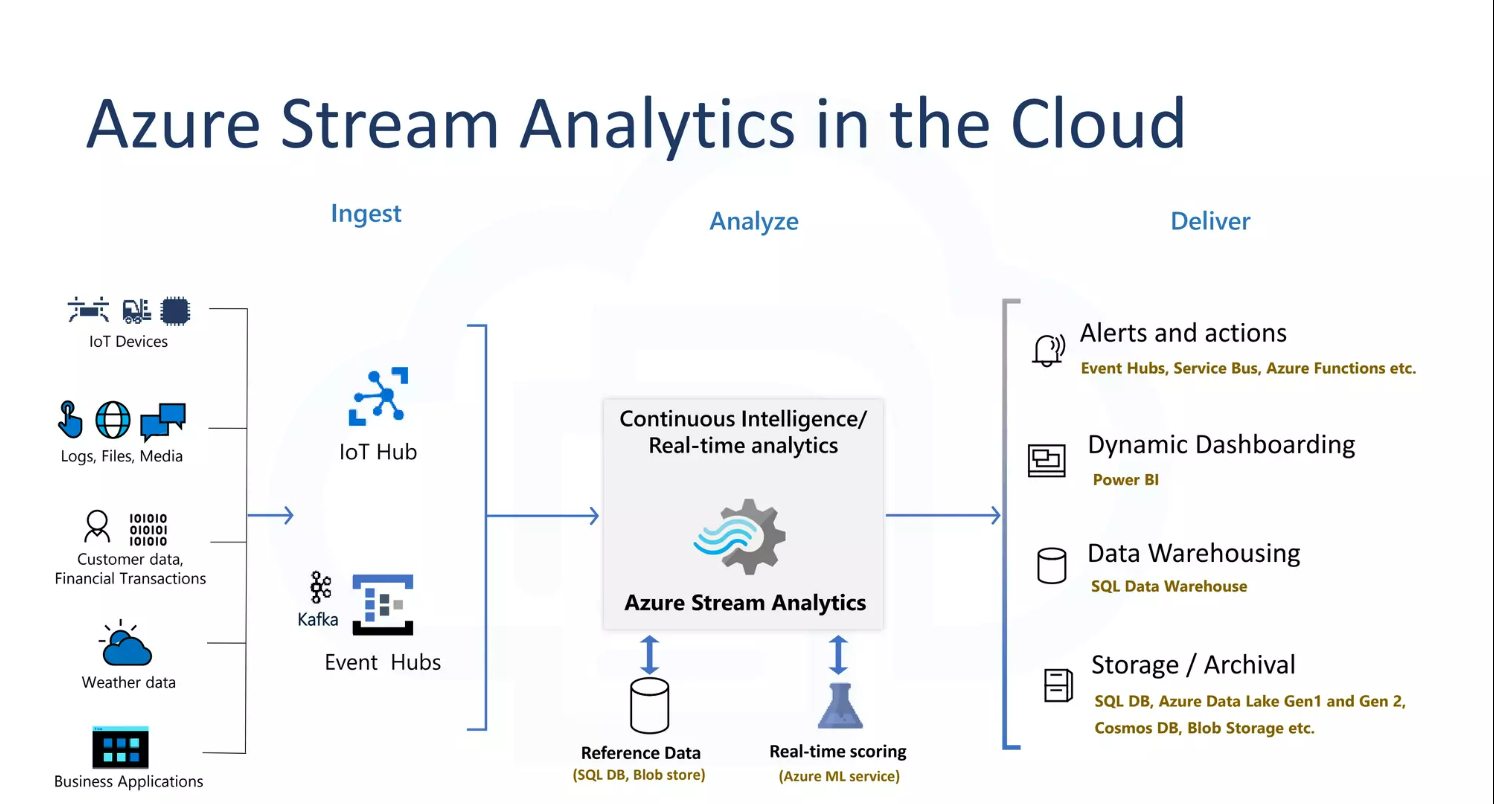 Azure Stream Analytics in the Cloud
Ingest
Analyze
Deliver
IoT Devices
Logs, Files, Media
IOIOIO
OIOIOI
IOIOIO
Customer data,
Financial Transactions
Weather data
Business Applications
IoT Hub
Kafka
Event Hubs
Continuous Intelligence/
Real-time analytics
Azure Stream Analytics
Reference Data
(SQL DB, Blob store)
Real-time scoring
(Azure ML service)
Alerts and actions
Event Hubs, Service Bus, Azure Functions etc.
Dynamic Dashboarding
Power BI
Data Warehousing
SQL Data Warehouse
Storage / Archival
SQL DB, Azure Data Lake Gen1 and Gen 2,
Cosmos DB, Blob Storage etc.